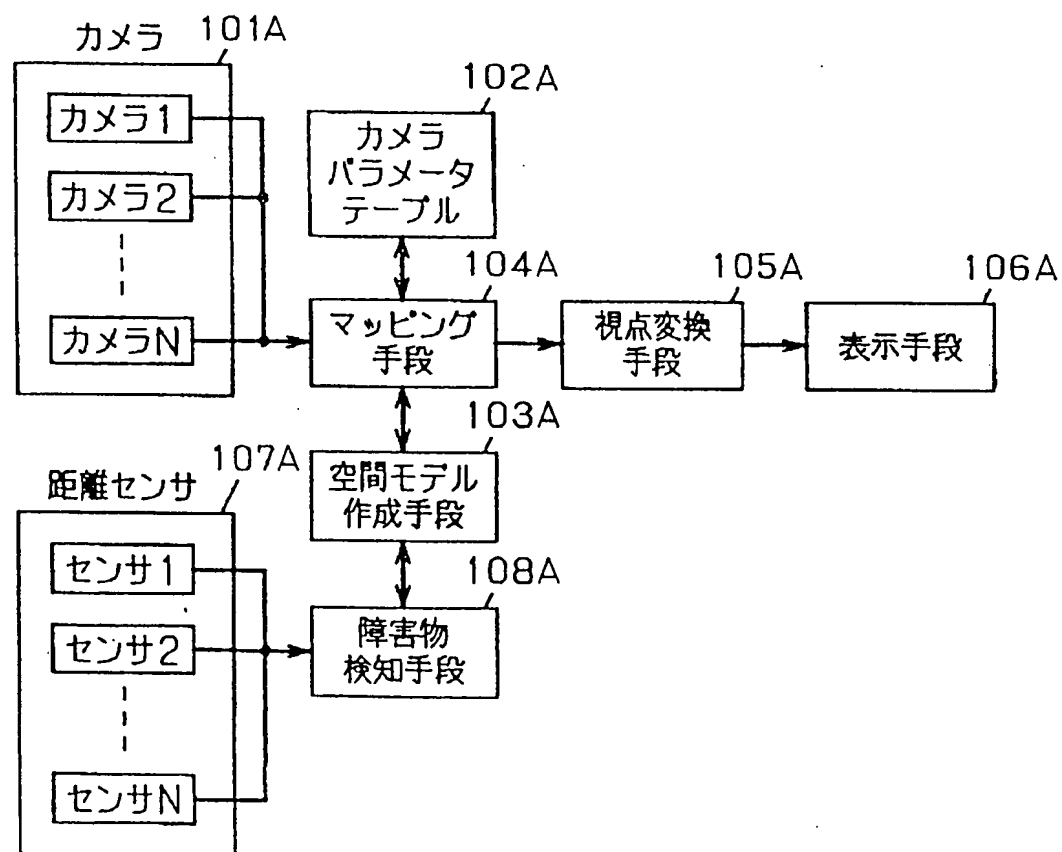 カメラ
101A
カメラ1
カメラ2
カメラN
102A
カメラ
パラメータ
テーブル
104A
マッピング
手段
105A
視点変換
手段
106A
表示手段
103A
空間モデル
作成手段
距離センサ
107A
センサ1
センサ2
センサN
108A
障害物
検知手段